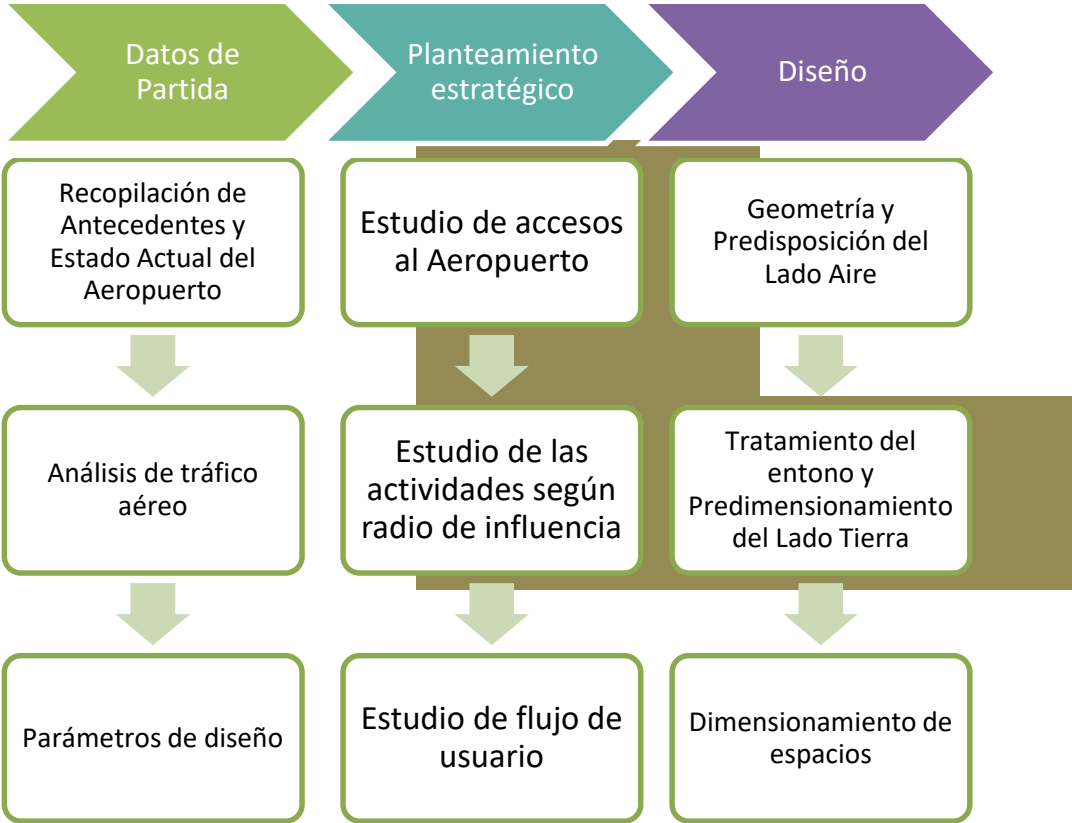 Datos de
Partida
Planteamiento
estratégico
Diseño
Recopilación de
Antecedentes y
Estado Actual del
Aeropuerto
Estudio de accesos
al Aeropuerto
Geometría y
Predisposición del
Lado Aire
Análisis de tráfico
aéreo
Estudio de las
actividades según
radio de influencia
Tratamiento del
entono y
Predimensionamiento
del Lado Tierra
Parámetros de diseño
Estudio de flujo de
usuario
Dimensionamiento de
espacios